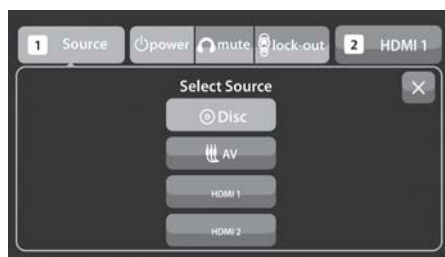 1 Source power mute lock-out 2 HDMI 1
Select Source
Disc
AV
HDMI 1
HDMI 2